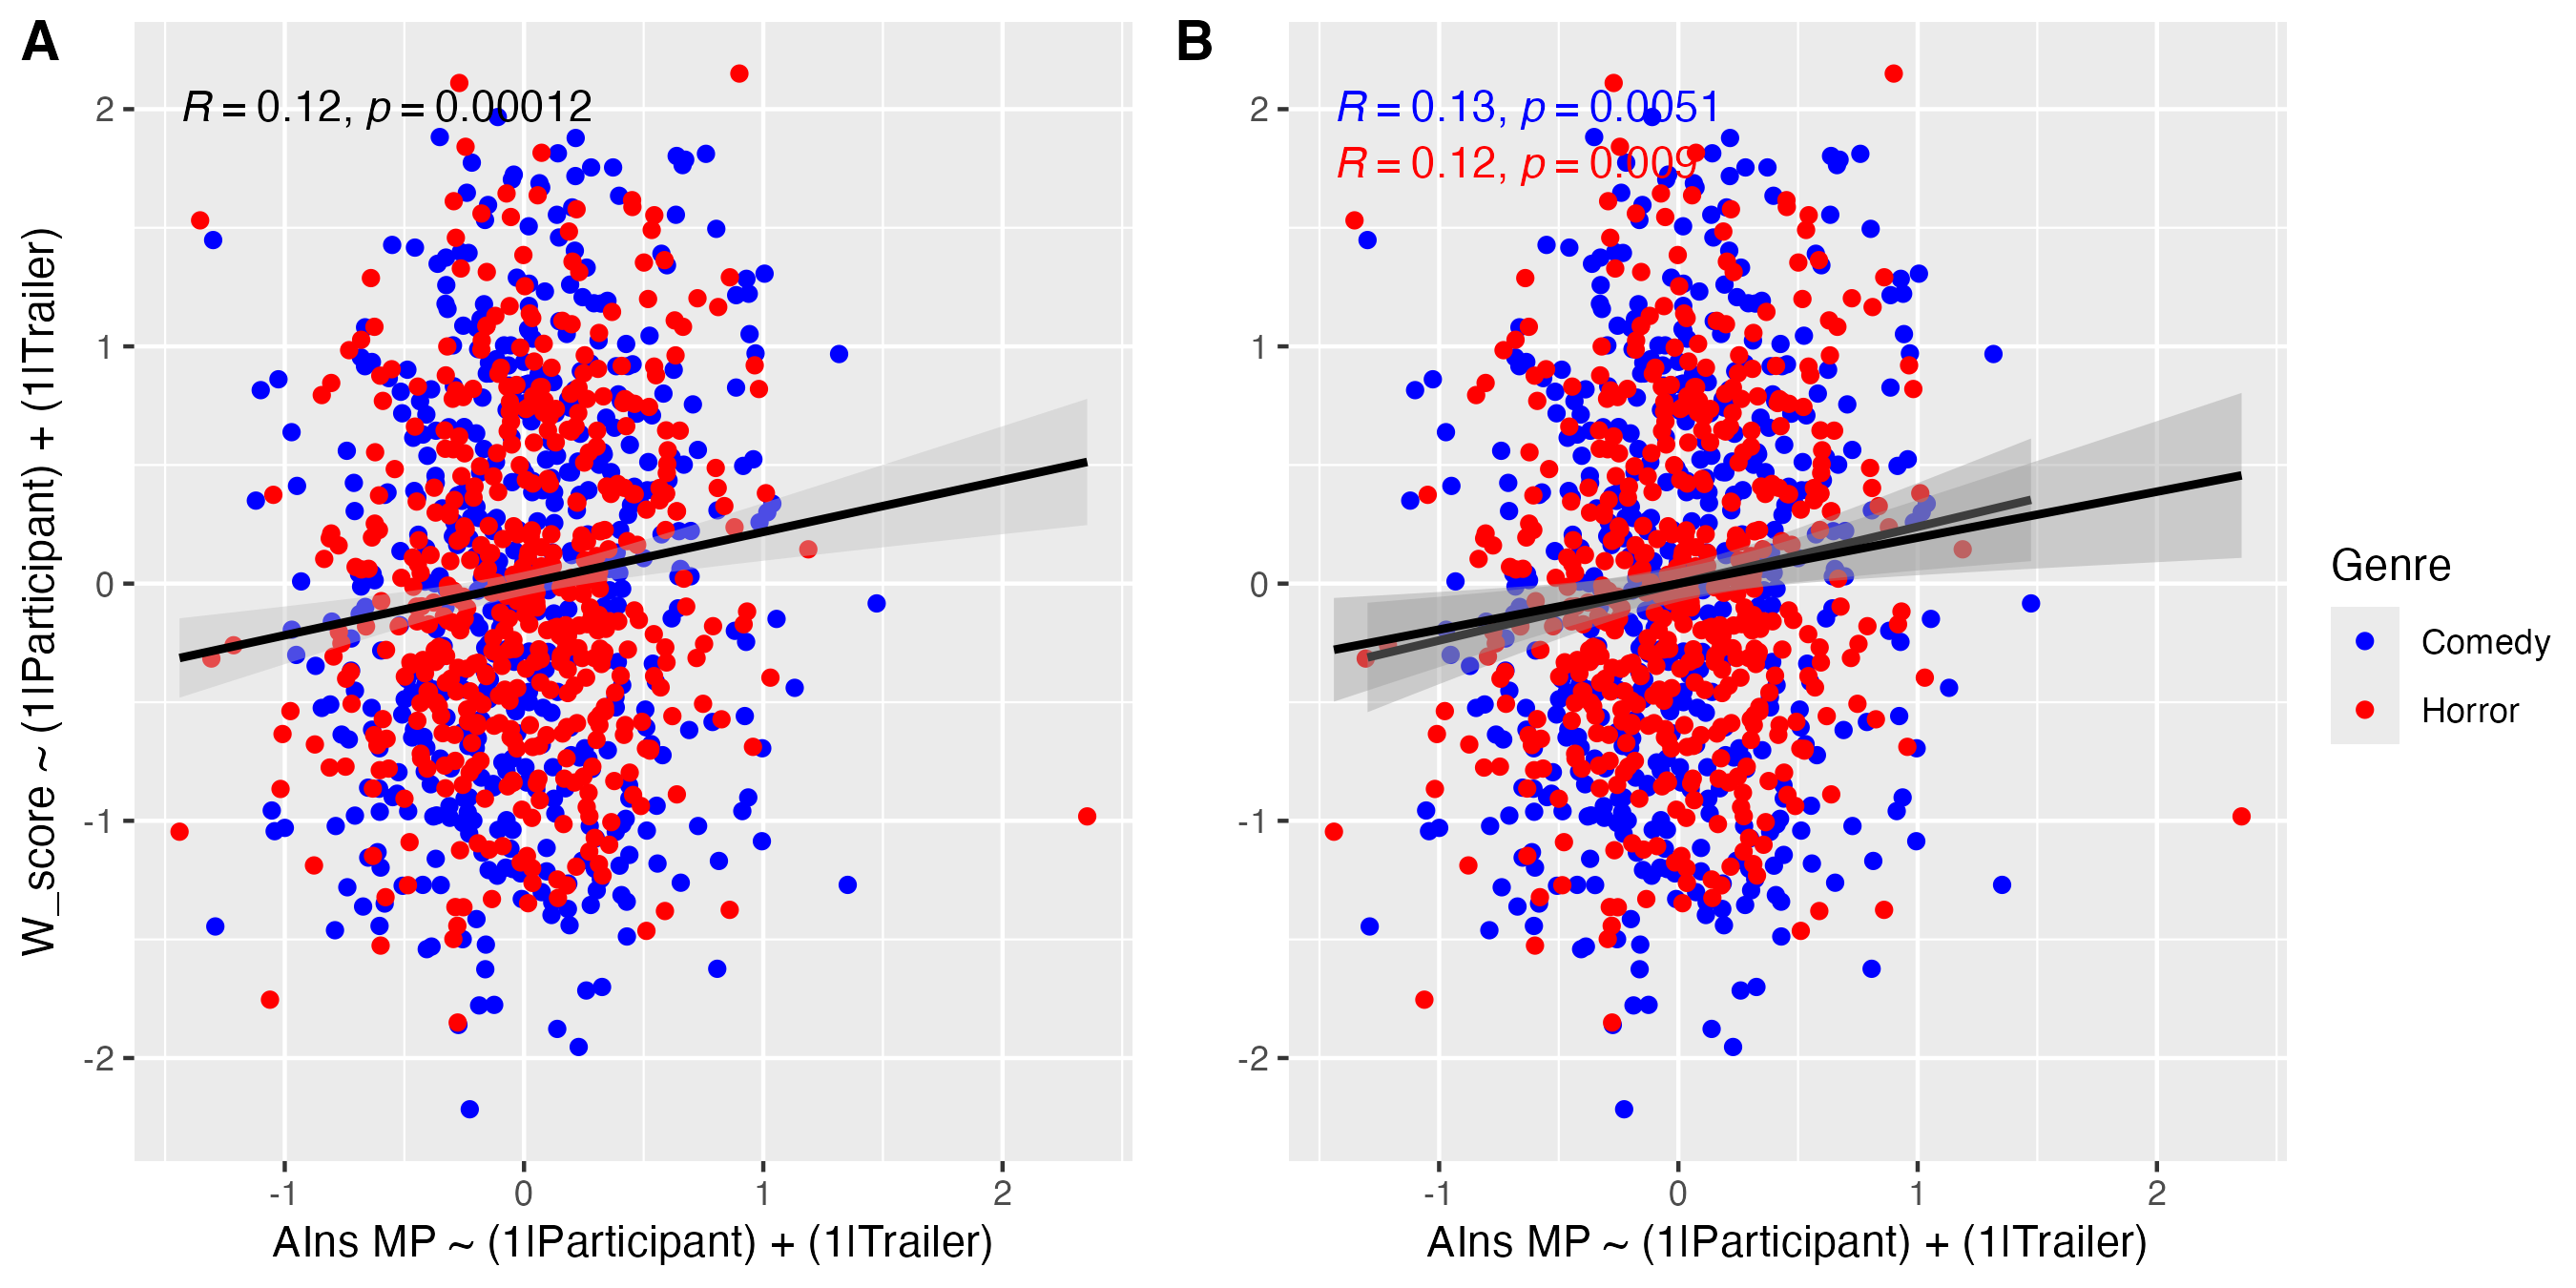 A
R = 0.12, p = 0.00012
W_score ~ (1|Participant) + (1|Trailer)
2
1
0
-1
-2
-1
0
1
2
AIns MP ~ (1|Participant) + (1|Trailer)
B
R = 0.13, p = 0.0051
R = 0.12, p = 0.009
2
1
0
-1
-2
-1
0
1
2
AIns MP ~ (1|Participant) + (1|Trailer)
Genre
Comedy
Horror